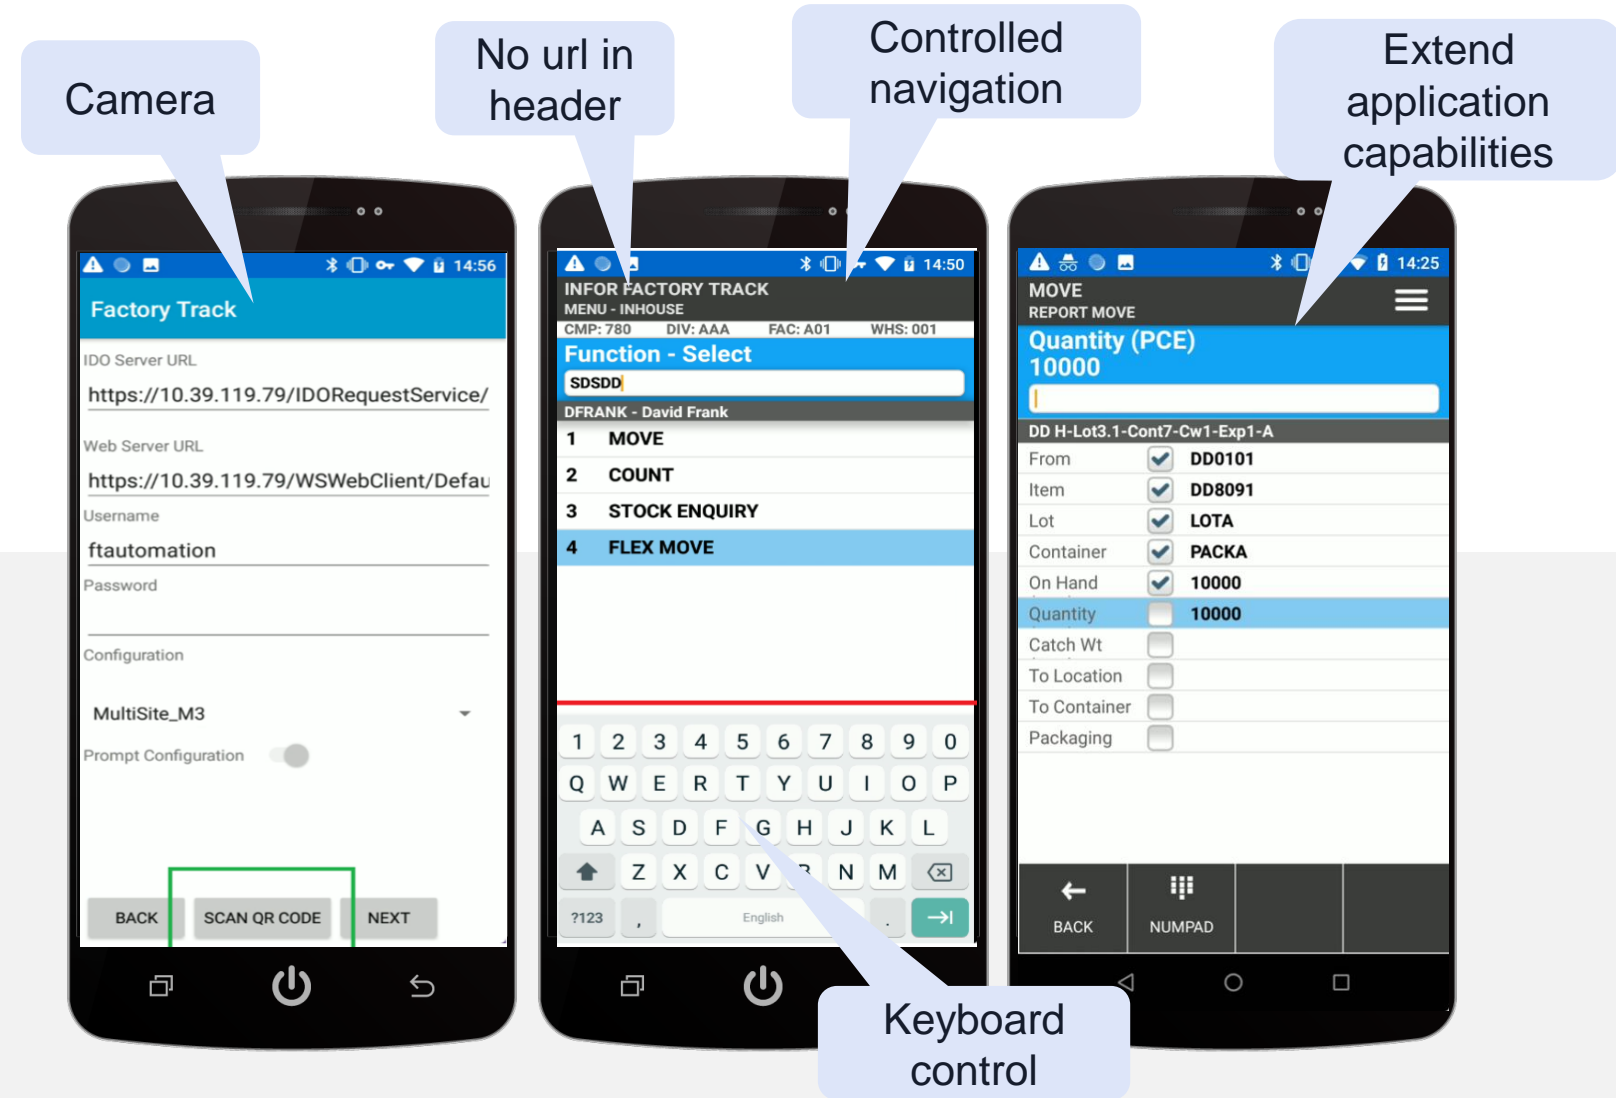 Camera
No url in
header
Controlled
navigation
Extend
application
capabilities
14:56
Factory Track
IDO Server URL
https://10.39.119.79/IDORequestService/
Web Server URL
https://10.39.119.79/WSWebClient/Defau
Username
ftautomation
Password
Configuration
MultiSite_M3
Prompt Configuration
BACK
SCAN QR CODE
NEXT
14:50
INFOR FACTORY TRACK
MENU - INHOUSE
CMP: 780 DIV: AAA FAC: A01 WHS: 001
Function - Select
SDSDD
DFRANK - David Frank
1 MOVE
2 COUNT
3 STOCK ENQUIRY
4 FLEX MOVE
1 2 3 4 5 6 7 8 9 0
Q W E R T Y U I O P
A S D F G H J K L
Z X C V B N M
?123 , English .
Keyboard
control
14:25
MOVE
REPORT MOVE
Quantity (PCE)
10000
DD H-Lot3.1-Cont7-Cw1-Exp1-A
From DD0101
Item DD8091
Lot LOTA
Container PACKA
On Hand 10000
Quantity 10000
Catch Wt
To Location
To Container
Packaging
BACK
NUMPAD